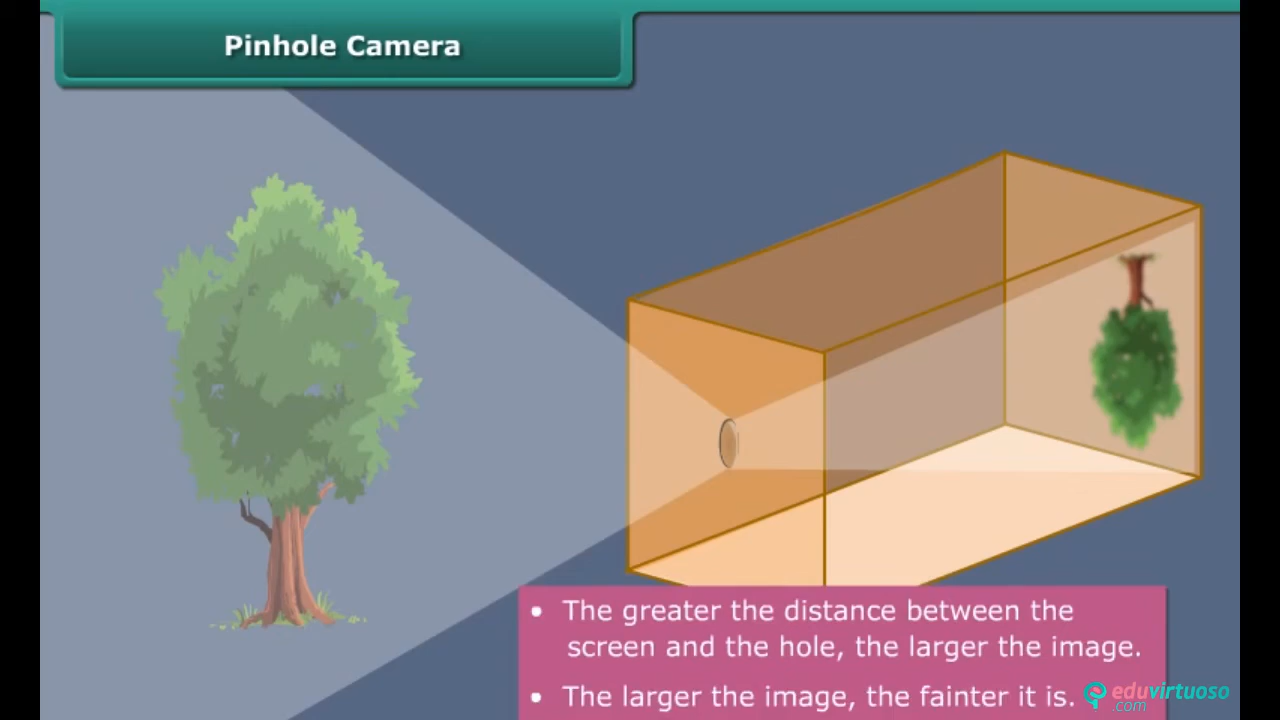 Pinhole Camera
• The greater the distance between the
screen and the hole, the larger the image.
• The larger the image, the fainter it is.
eduvirtuoso
.com